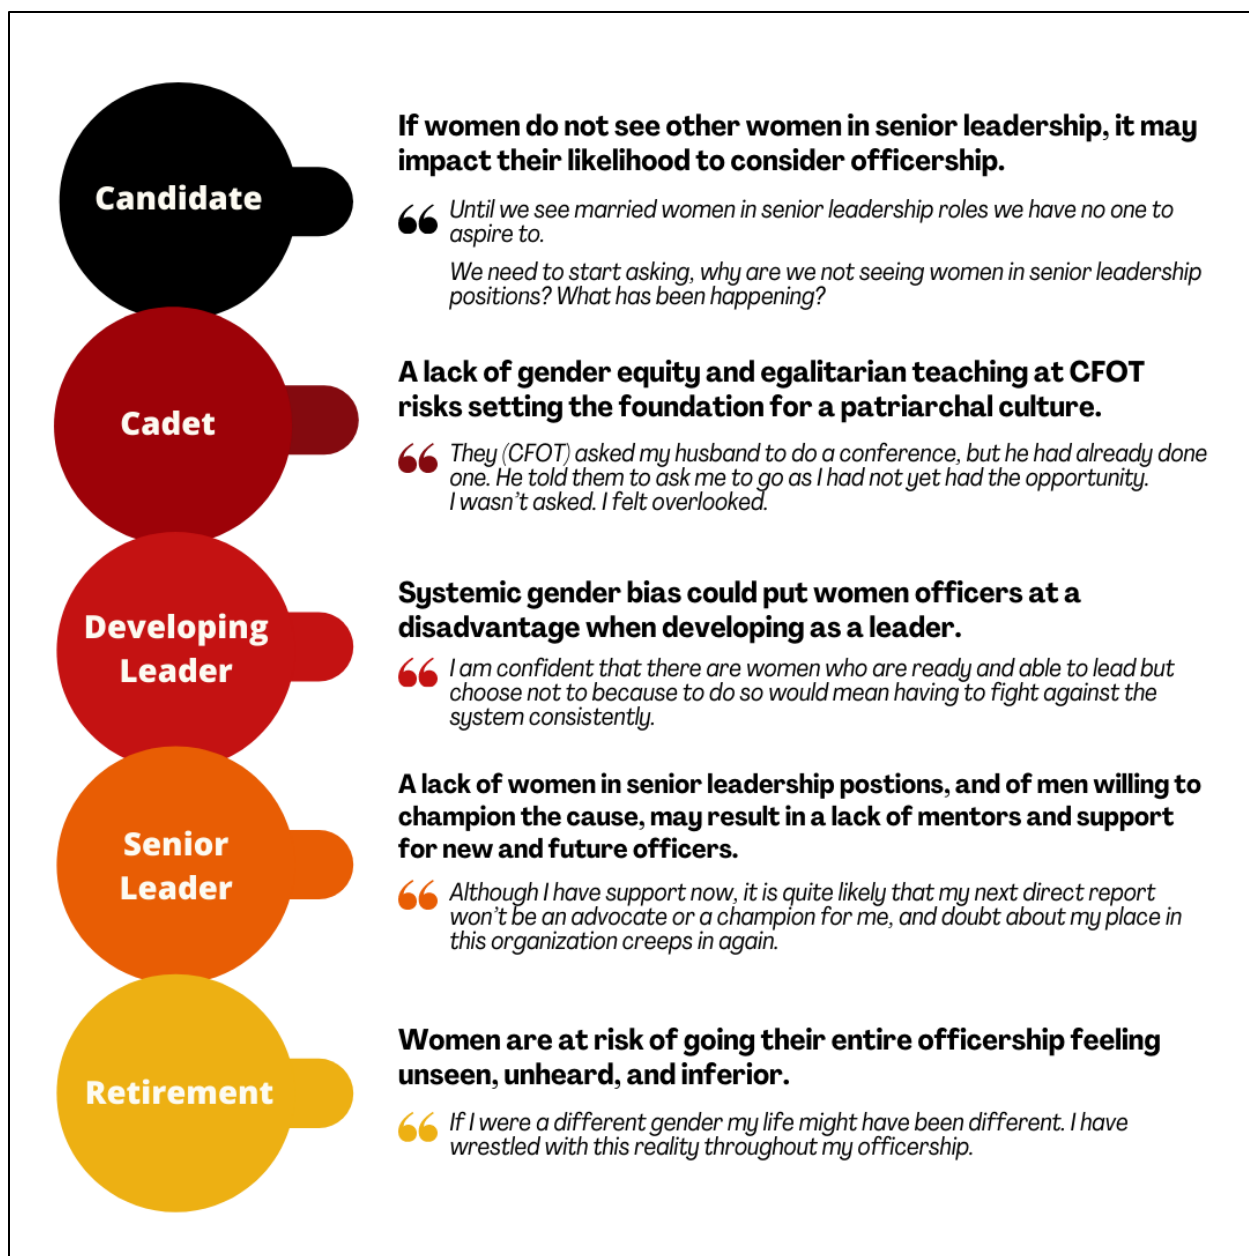 Candidate
If women do not see other women in senior leadership, it may
impact their likelihood to consider officership.
Until we see married women in senior leadership roles we have no one to
aspire to.
We need to start asking, why are we not seeing women in senior leadership
positions? What has been happening?
Cadet
A lack of gender equity and egalitarian teaching at CFOT
risks setting the foundation for a patriarchal culture.
They (CFOT) asked my husband to do a conference, but he had already done
one. He told them to ask me to go as I had not yet had the opportunity.
I wasn't asked. I felt overlooked.
Developing
Leader
Systemic gender bias could put women officers at a
disadvantage when developing as a leader.
I am confident that there are women who are ready and able to lead but
choose not to because to do so would mean having to fight against the
system consistently.
Senior
Leader
A lack of women in senior leadership postions, and of men willing to
champion the cause, may result in a lack of mentors and support
for new and future officers.
Although I have support now, it is quite likely that my next direct report
won't be an advocate or a champion for me, and doubt about my place in
this organization creeps in again.
Retirement
Women are at risk of going their entire officership feeling
unseen, unheard, and inferior.
If I were a different gender my life might have been different. I have
wrestled with this reality throughout my officership.